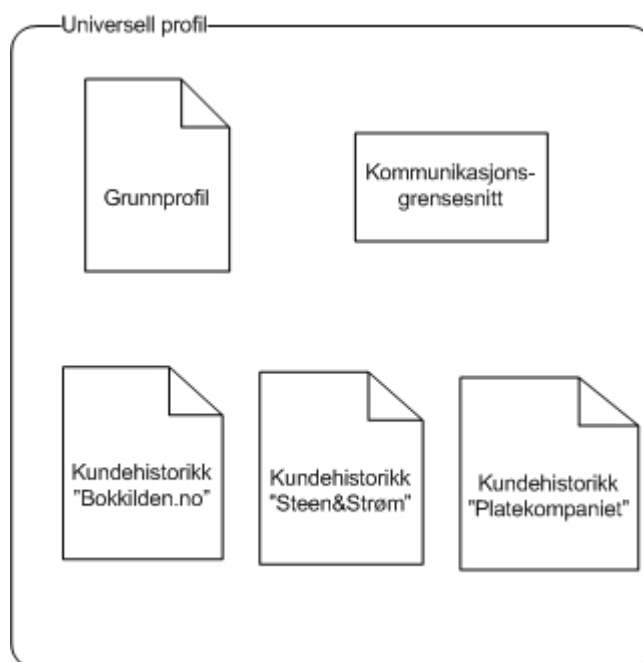 Universell profil
Grunnprofil
Kommunikasjons-
grensesnitt
Kundehistorikk
"Bokkilden.no"
Kundehistorikk
"Steen&Strøm"
Kundehistorikk
"Platekompaniet"